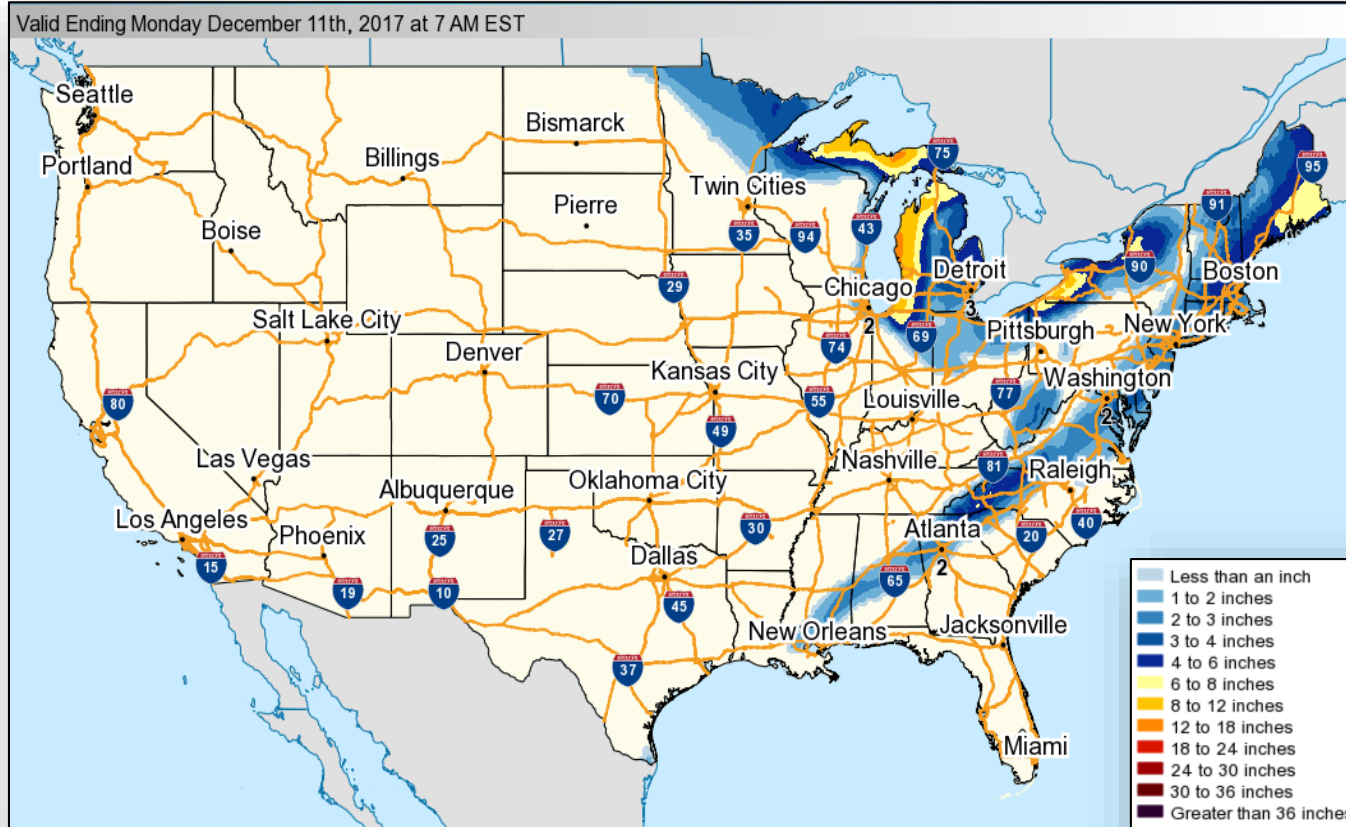 Valid Ending Monday December 11th, 2017 at 7 AM EST
Seattle
Portland
Boise
Billings
Bismarck
Pierre
Twin Cities
75
95
91
35
94
43
90
Boston
Detroit
3
Chicago
2
29
Salt Lake City
Denver
74
69
Pittsburgh
New York
Kansas City
Washington
2
80
70
55
Louisville
77
49
Las Vegas
Albuquerque
Oklahoma City
Nashville
81
Raleigh
Los Angeles
Phoenix
25
27
30
Atlanta
2
20
40
15
19
10
Dallas
45
65
New Orleans
Jacksonville
37
Miami
Less than an inch
1 to 2 inches
2 to 3 inches
3 to 4 inches
4 to 6 inches
6 to 8 inches
8 to 12 inches
12 to 18 inches
18 to 24 inches
24 to 30 inches
30 to 36 inches
Greater than 36 inches